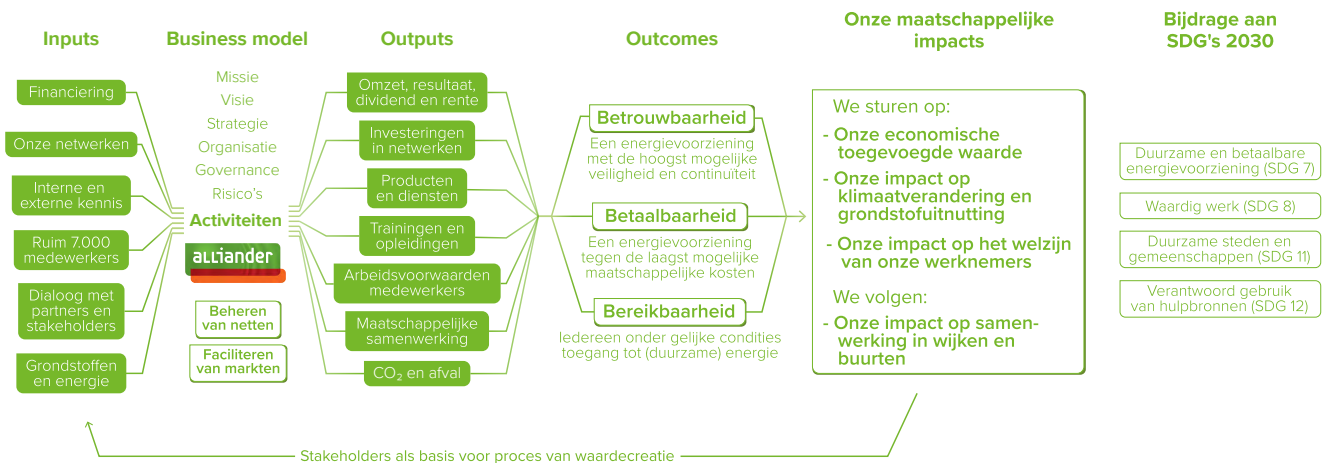 Inputs
Financiering
Onze netwerken
Interne en
externe kennis
Ruim 7.000
medewerkers
Dialoog met
partners en
stakeholders
Grondstoffen
en energie
Business model
Missie
Visie
Strategie
Organisatie
Governance
Risico's
Activiteiten
alliander
Beheren
van netten
Faciliteren
van markten
Outputs
Omzet, resultaat,
dividend en rente
Investeringen
in netwerken
Producten
en diensten
Trainingen en
opleidingen
Arbeidsvoorwaarden
medewerkers
Maatschappelijke
samenwerking
CO₂ en afval
Outcomes
Betrouwbaarheid
Een energievoorziening
met de hoogst mogelijke
veiligheid en continuïteit
Betaalbaarheid
Een energievoorziening
tegen de laagst mogelijke
maatschappelijke kosten
Bereikbaarheid
Iedereen onder gelijke condities
toegang tot (duurzame) energie
Onze maatschappelijke
impacts
We sturen op:
- Onze economische
toegevoegde waarde
- Onze impact op
klimaatverandering en
grondstofuitnutting
- Onze impact op het welzijn
van onze werknemers
We volgen:
- Onze impact op samen-
werking in wijken en
buurten
Bijdrage aan
SDG's 2030
Duurzame en betaalbare
energievoorziening (SDG 7)
Waardig werk (SDG 8)
Duurzame steden en
gemeenschappen (SDG 11)
Verantwoord gebruik
van hulpbronnen (SDG 12)
Stakeholders als basis voor proces van waardecreatie